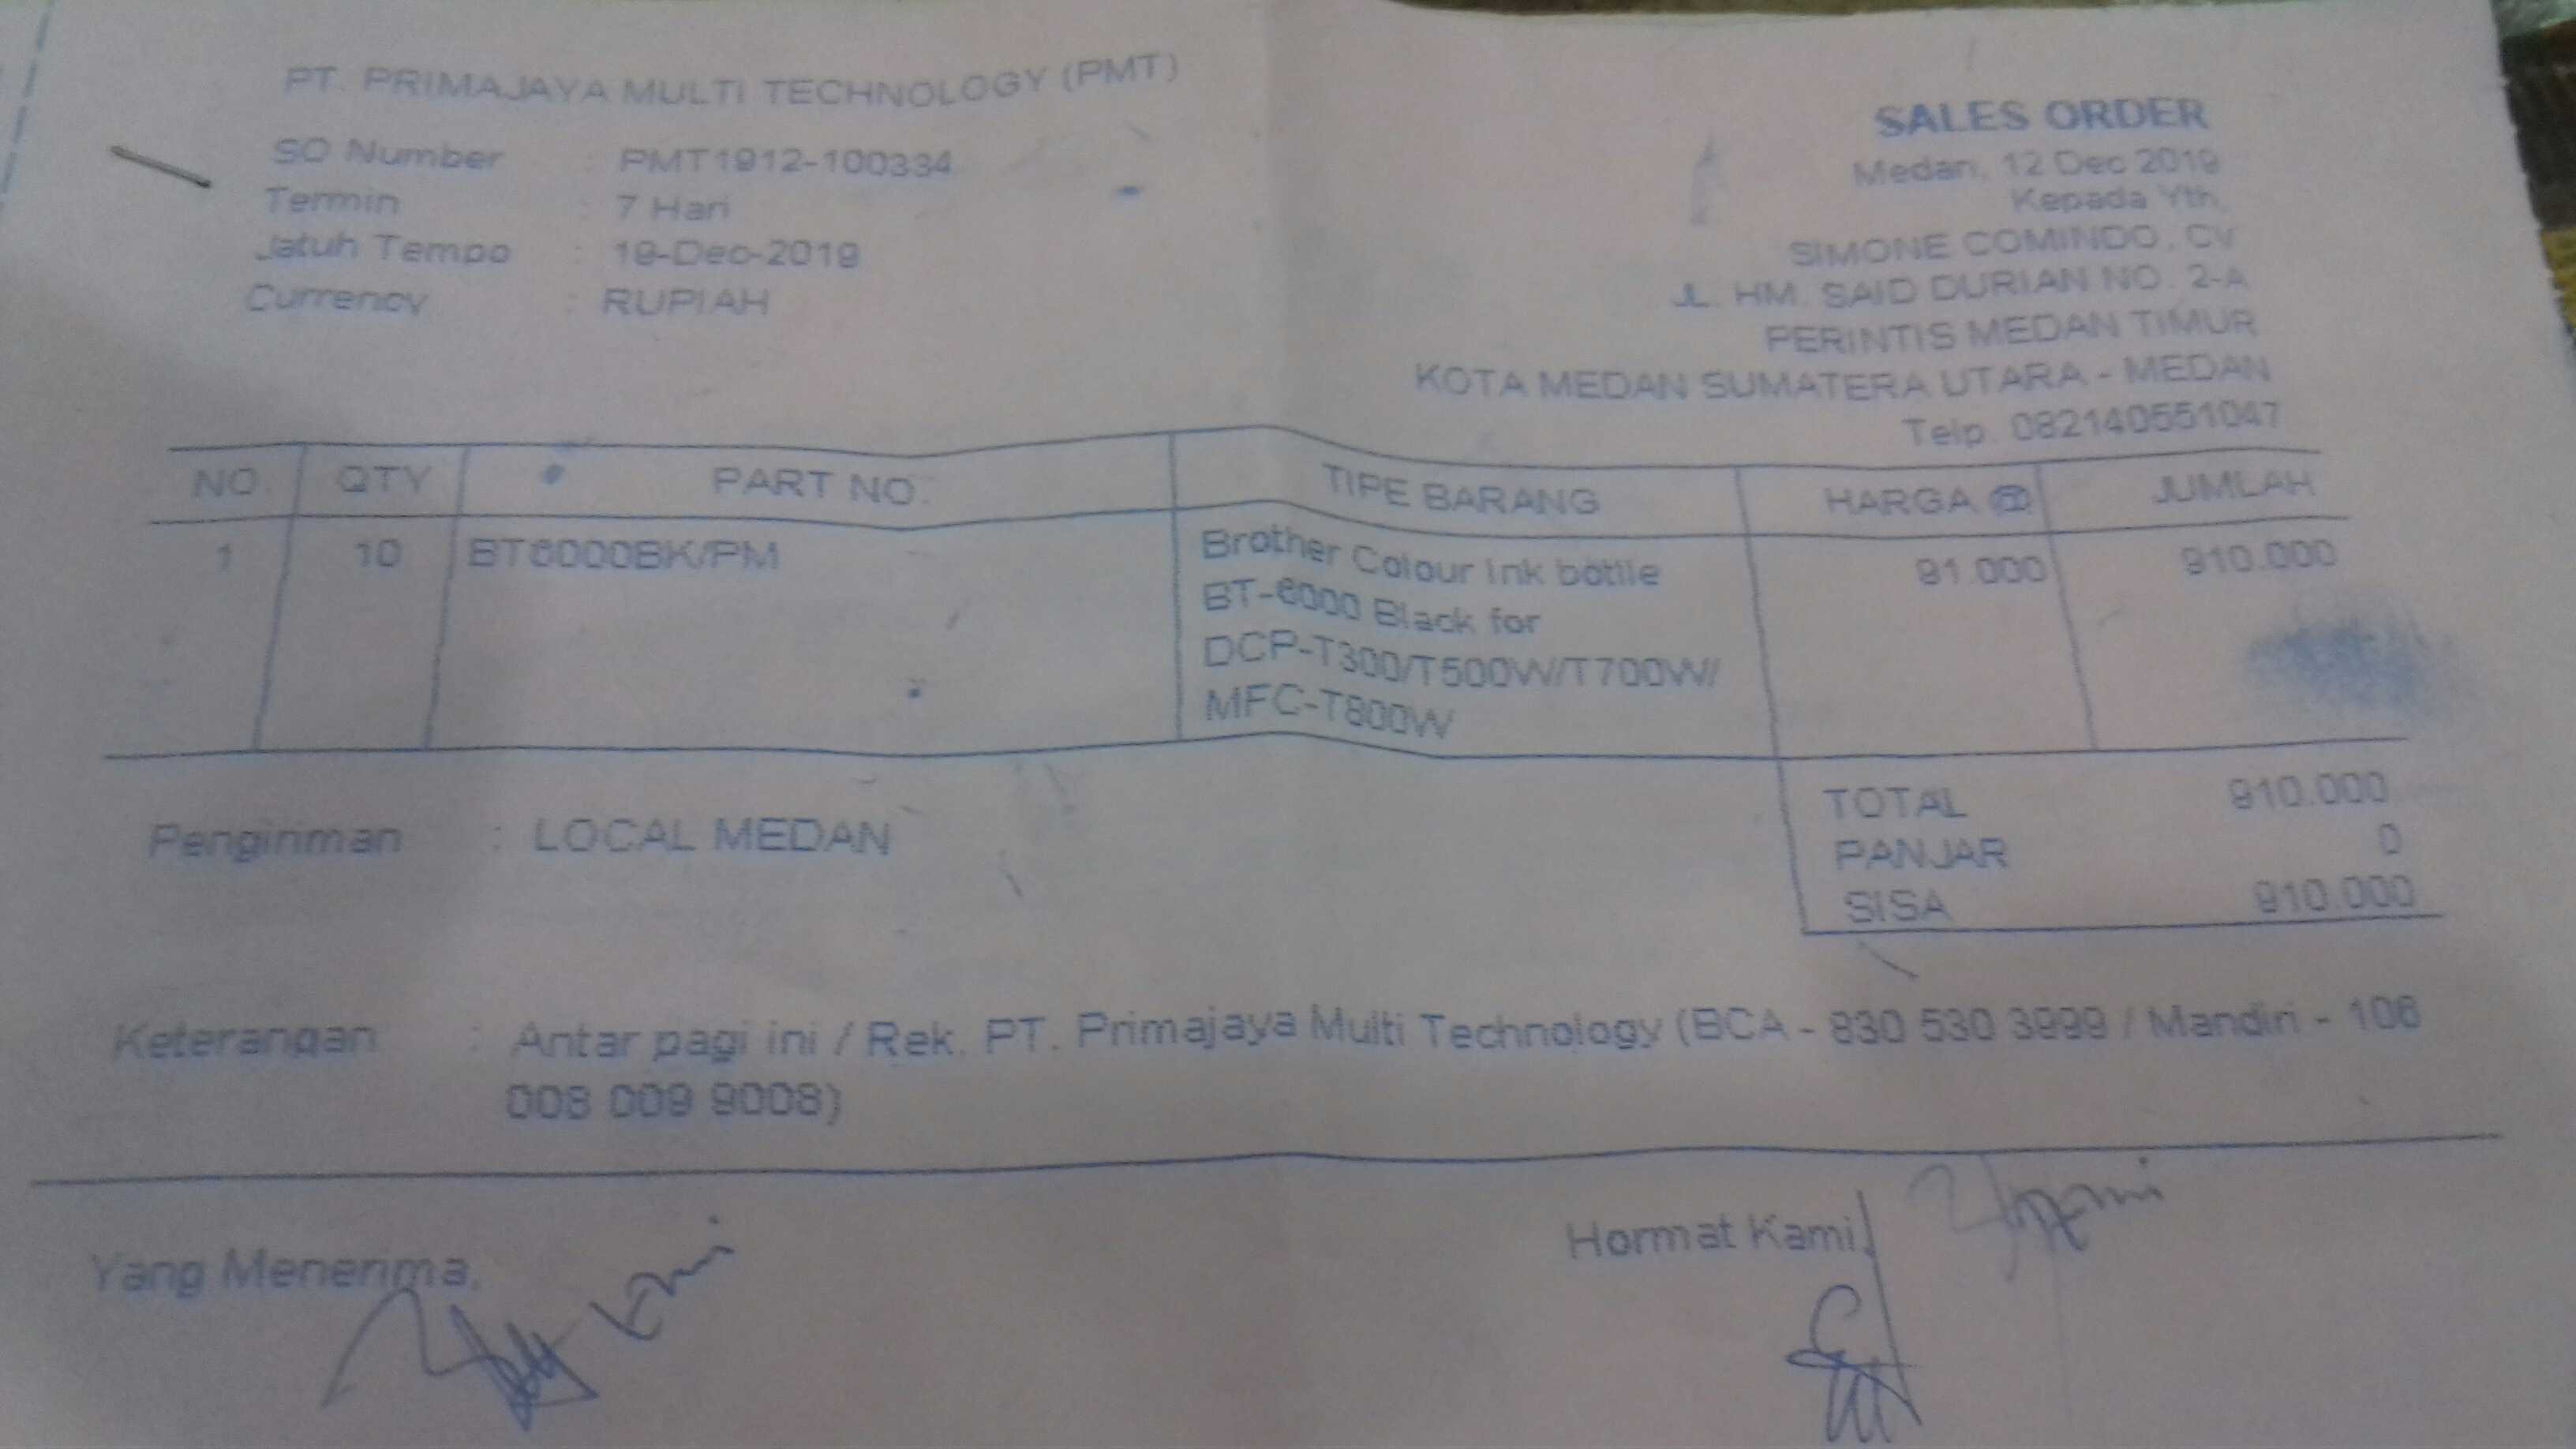 PT. PRIMAJAYA MULTI TECHNOLOGY (PMT)
SO Number : PMT1912-100334
Termin : 7 Hari
Jatuh Tempo : 19-Dec-2019
Currency : RUPIAH
SALES ORDER
Medan, 12 Dec 2019
Kepada Yth,
SIMONE COMINDO, CV
JL. HM. SAID DURIAN NO. 2-A
PERINTIS MEDAN TIMUR
KOTA MEDAN SUMATERA UTARA - MEDAN
Telp. 082140551047
NO. QTY PART NO. TIPE BARANG HARGA @ JUMLAH
1 10 BT6000BK/PM Brother Colour Ink bottle 91.000 910.000
BT-6000 Black for
DCP-T300/T500W/T700W/
MFC-T800W
TOTAL 910.000
PANJAR 0
SISA 910.000
Pengiriman : LOCAL MEDAN
Keterangan : Antar pagi ini / Rek. PT. Primajaya Multi Technology (BCA - 830 530 3999 / Mandiri - 106
008 009 9008)
Yang Menerima,
Hormat Kami,